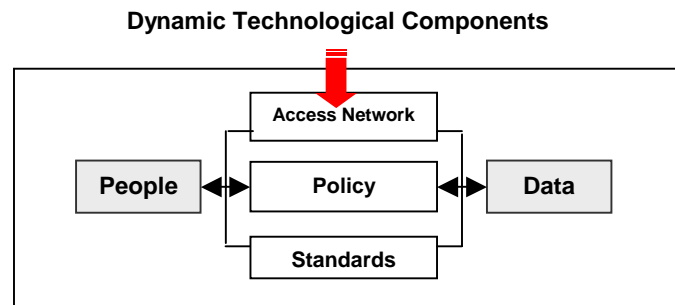 Dynamic Technological Components
Access Network
People
Policy
Data
Standards